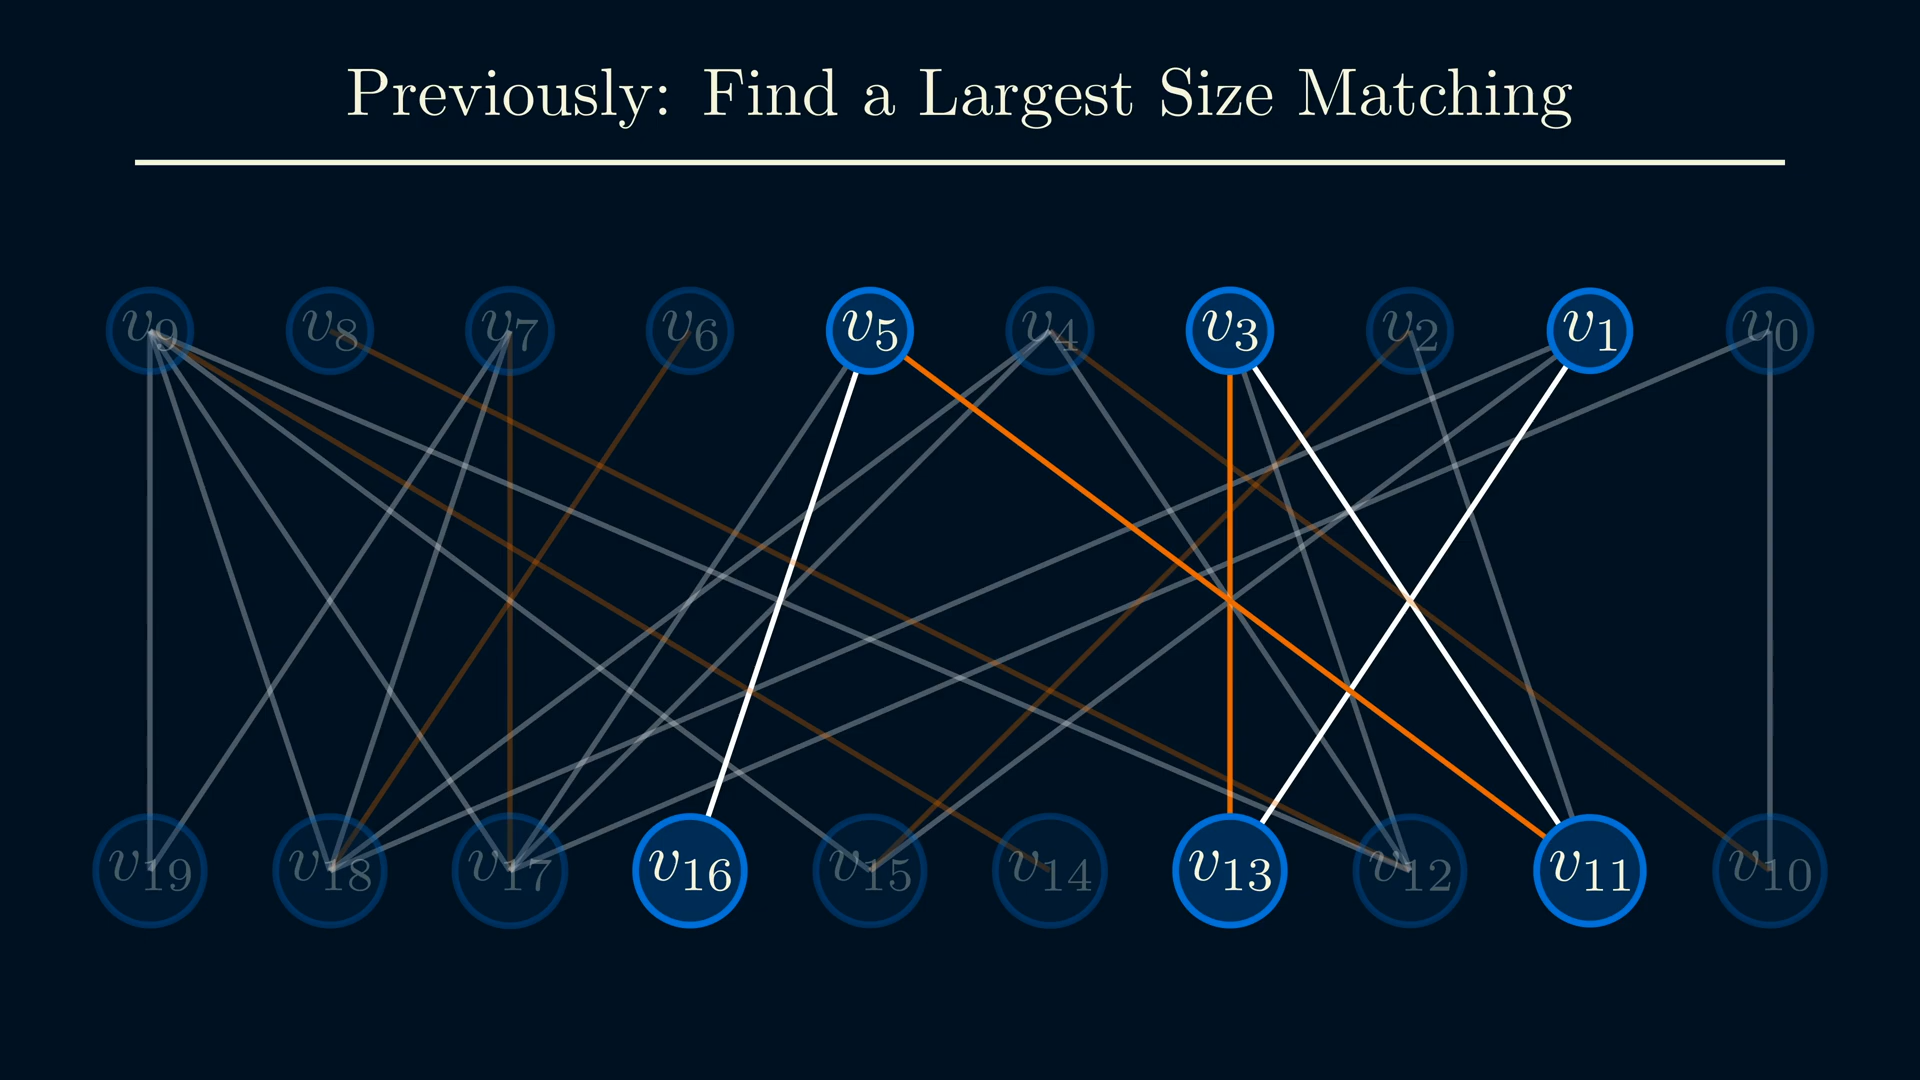 Previously: Find a Largest Size Matching
v₉ v₈ v₇ v₆ v₅ v₄ v₃ v₂ v₁ v₀
v₁₉ v₁₈ v₁₇ v₁₆ v₁₅ v₁₄ v₁₃ v₁₂ v₁₁ v₁₀